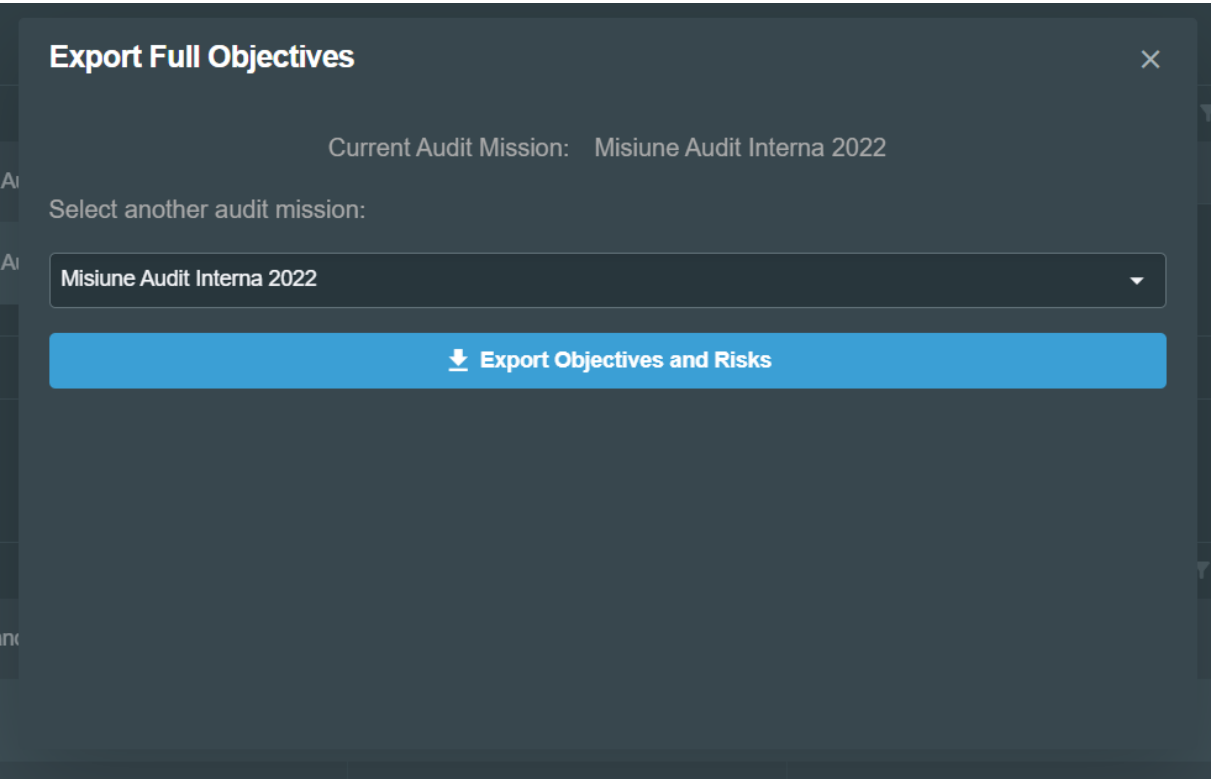 Export Full Objectives
Current Audit Mission: Misiune Audit Interna 2022
Select another audit mission:
Misiune Audit Interna 2022
Export Objectives and Risks